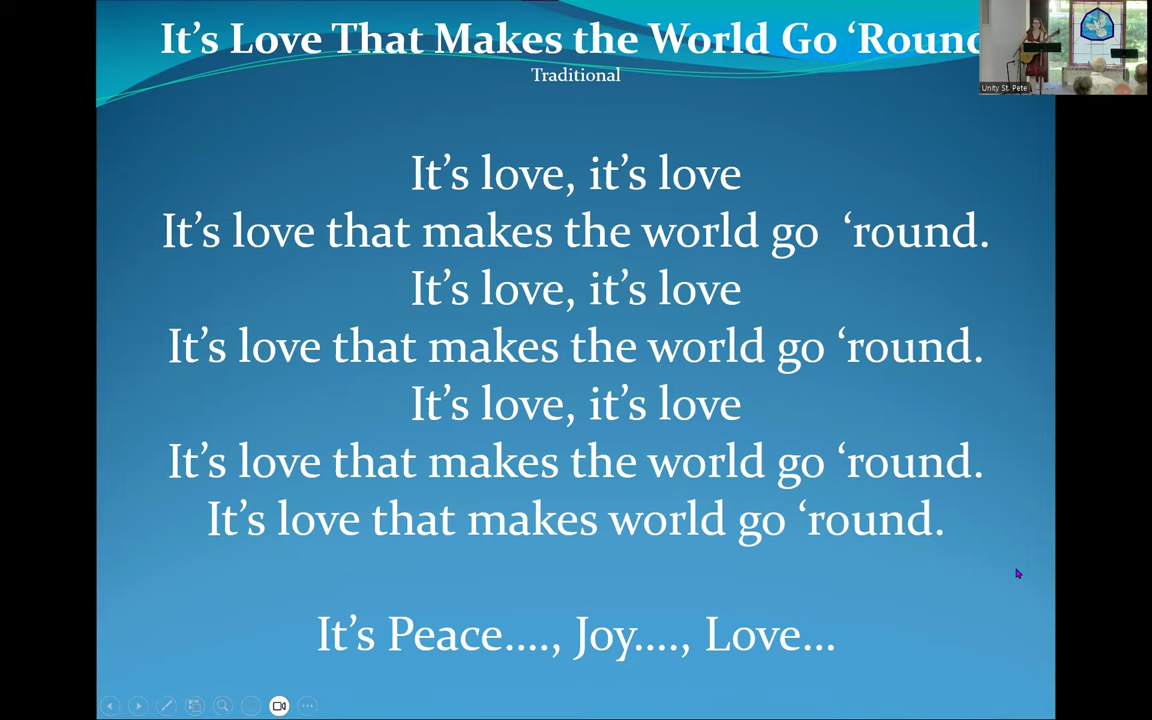 It’s Love That Makes the World Go ‘Round
Traditional
Unity St. Pete
It’s love, it’s love
It’s love that makes the world go ‘round.
It’s love, it’s love
It’s love that makes the world go ‘round.
It’s love, it’s love
It’s love that makes the world go ‘round.
It’s love that makes world go ‘round.
It’s Peace...., Joy...., Love...